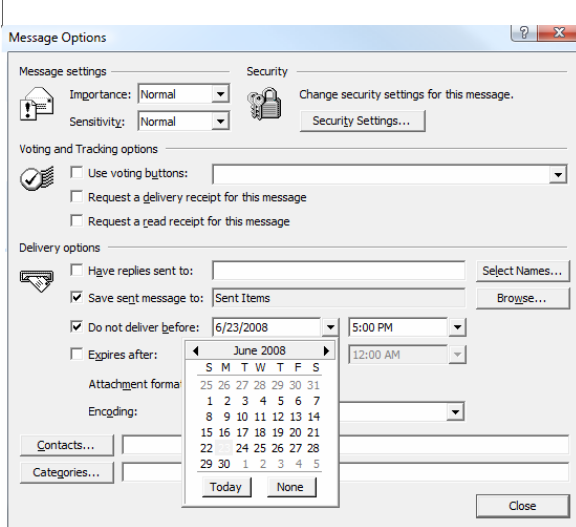 Message Options
Message settings
Security
Importance: Normal
Change security settings for this message.
Sensitivity: Normal
Security Settings...
Voting and Tracking options
Use voting buttons:
Request a delivery receipt for this message
Request a read receipt for this message
Delivery options
Have replies sent to:
Select Names...
Save sent message to: Sent Items
Browse...
Do not deliver before: 6/23/2008 5:00 PM
Expires after:
12:00 AM
June 2008
S M T W T F S
25 26 27 28 29 30 31
1 2 3 4 5 6 7
8 9 10 11 12 13 14
15 16 17 18 19 20 21
22 24 25 26 27 28
29 30 1 2 3 4 5
Today None
Attachment
Encoding:
Contacts...
Categories...
Close